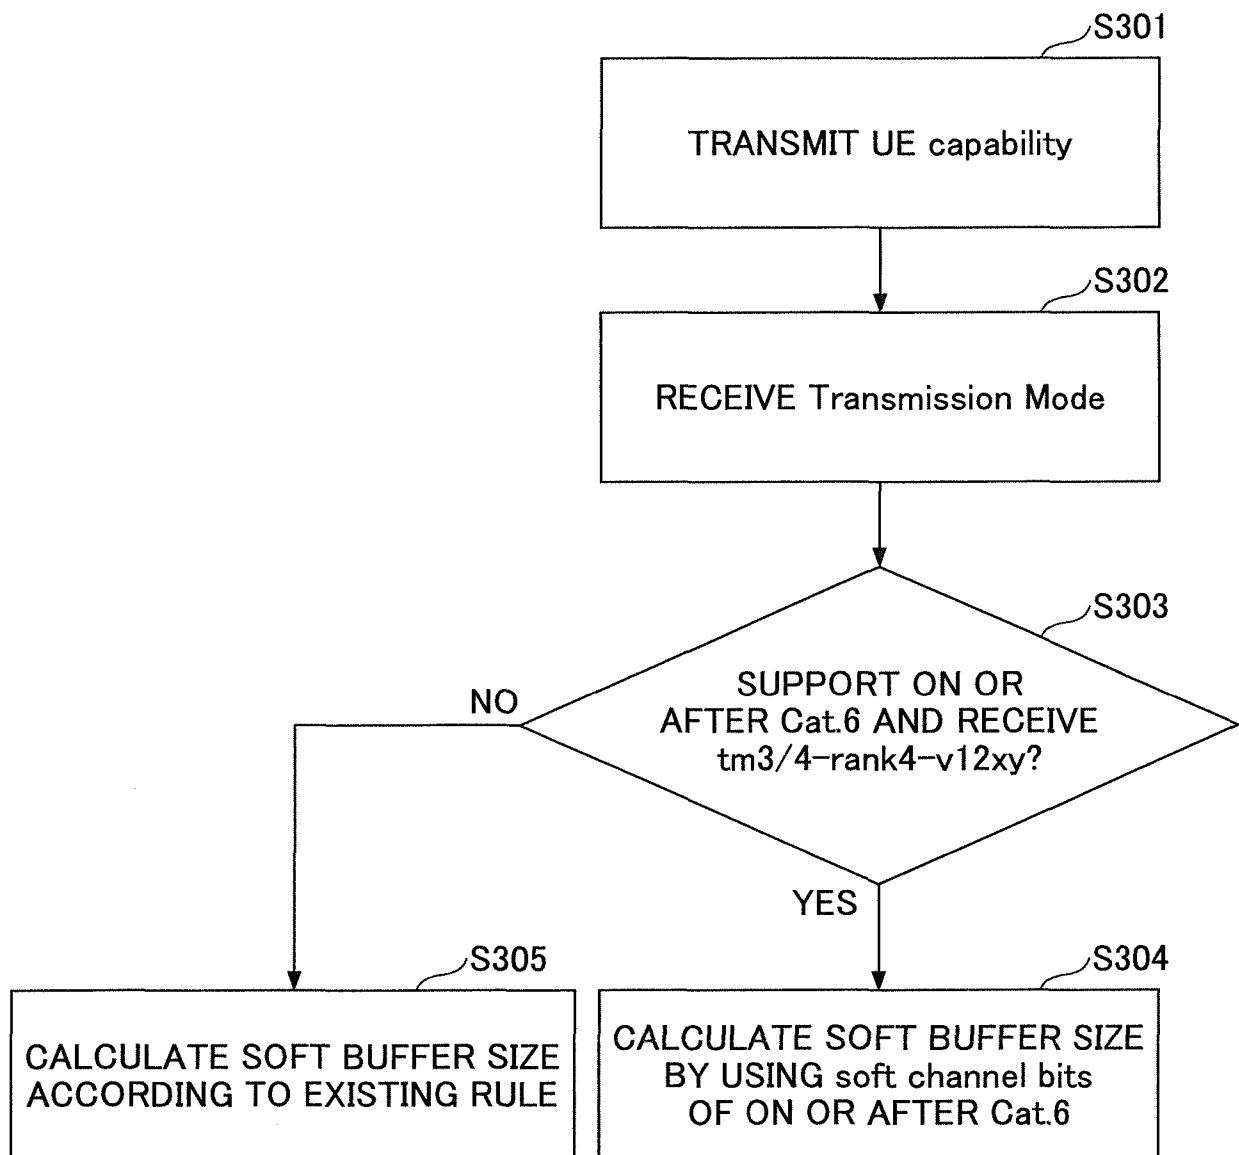 S301
TRANSMIT UE capability
S302
RECEIVE Transmission Mode
S303
SUPPORT ON OR
AFTER Cat.6 AND RECEIVE
tm3/4-rank4-v12xy?
NO
YES
S305
CALCULATE SOFT BUFFER SIZE
ACCORDING TO EXISTING RULE
S304
CALCULATE SOFT BUFFER SIZE
BY USING soft channel bits
OF ON OR AFTER Cat.6